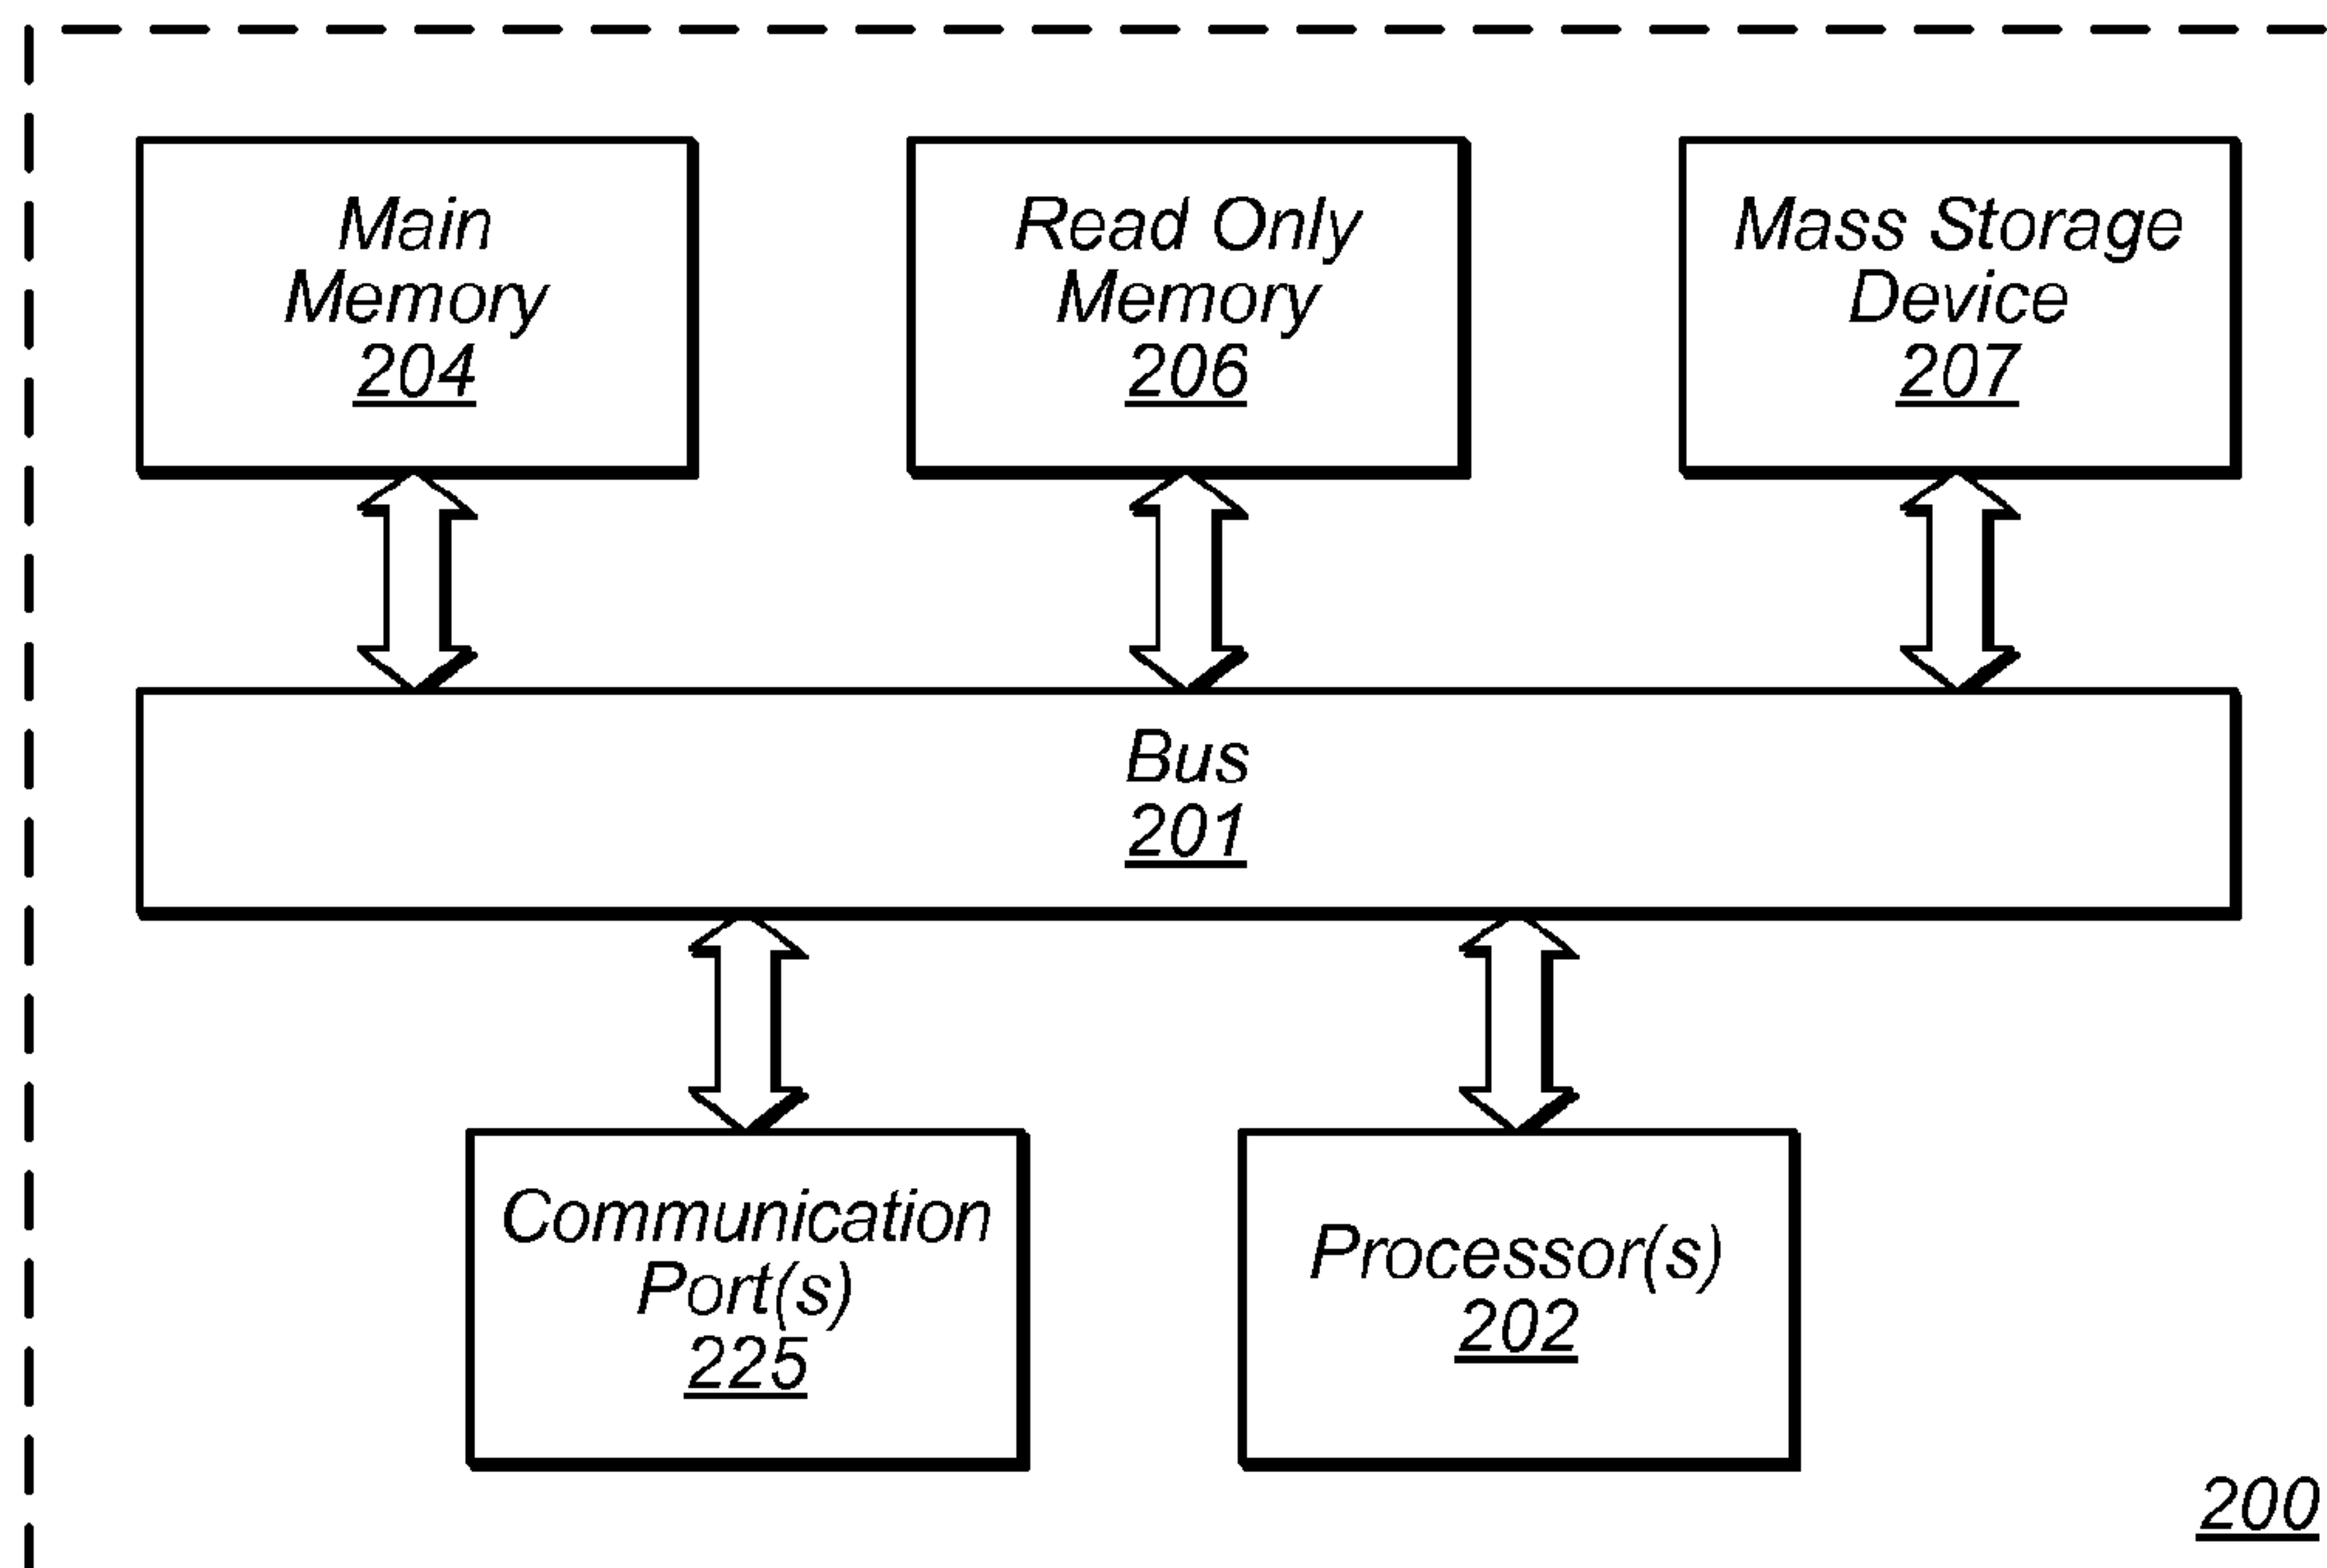 Main
Memory
204
Read Only
Memory
206
Mass Storage
Device
207
Bus
201
Communication
Port(s)
225
Processor(s)
202
200